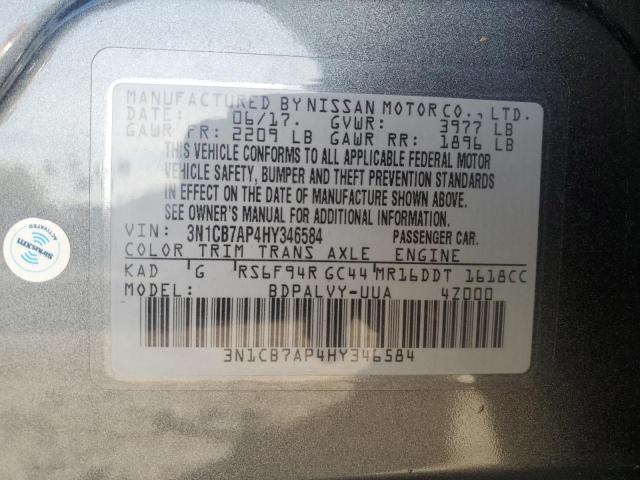 MANUFACTURED BY NISSAN MOTOR CO., LTD.
DATE: 06/17. GVWR: 3977 LB
GAWR FR: 2209 LB GAWR RR: 1896 LB
THIS VEHICLE CONFORMS TO ALL APPLICABLE FEDERAL MOTOR
VEHICLE SAFETY, BUMPER AND THEFT PREVENTION STANDARDS
IN EFFECT ON THE DATE OF MANUFACTURE SHOWN ABOVE.
SEE OWNER'S MANUAL FOR ADDITIONAL INFORMATION.
VIN: 3N1CB7AP4HY346584 PASSENGER CAR.
COLOR TRIM TRANS AXLE ENGINE
KAD G RS6F94R GC44 MR16DDT 1618CC
MODEL: BDPALVY-UUA 4Z000
3N1CB7AP4HY346584
SiriusXM
ACTIVATED